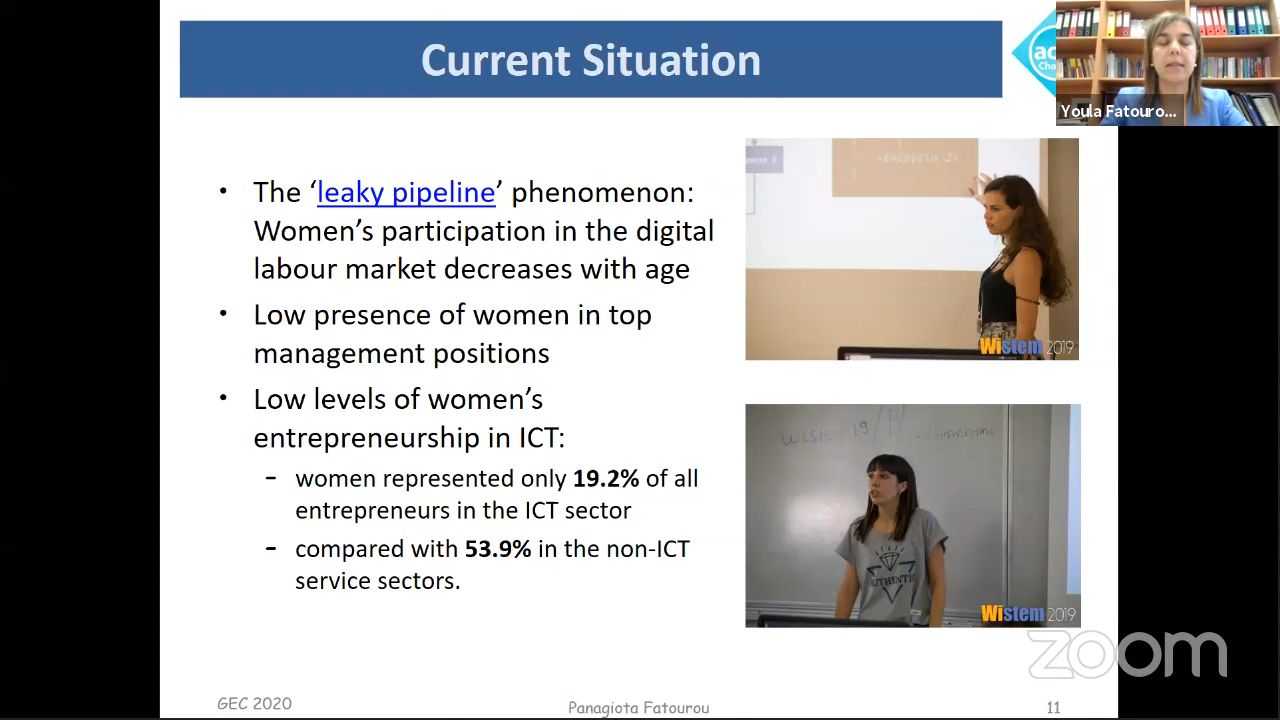 Current Situation
Youla Fatouro...
• The ‘leaky pipeline’ phenomenon:
Women’s participation in the digital
labour market decreases with age
• Low presence of women in top
management positions
• Low levels of women’s
entrepreneurship in ICT:
– women represented only 19.2% of all
entrepreneurs in the ICT sector
– compared with 53.9% in the non-ICT
service sectors.
Wistem 2019
AUTHENTIC
Wistem 2019
zoom
GEC 2020
Panagiota Fatourou
11